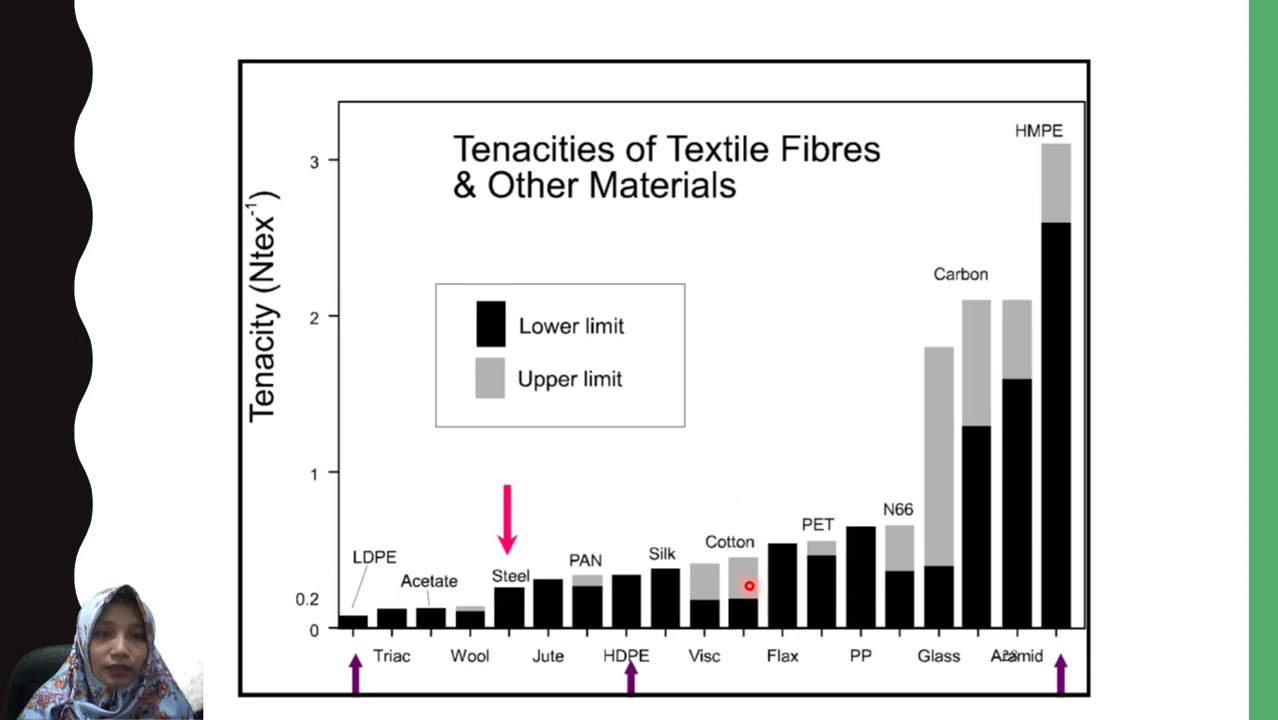 Tenacities of Textile Fibres
& Other Materials
Tenacity (Ntex⁻¹)
3
2
1
0.2
0
Lower limit
Upper limit
HMPE
Carbon
N66
PET
Cotton
Silk
PAN
Steel
Acetate
LDPE
Triac Wool Jute HDPE Visc Flax PP Glass Aramid